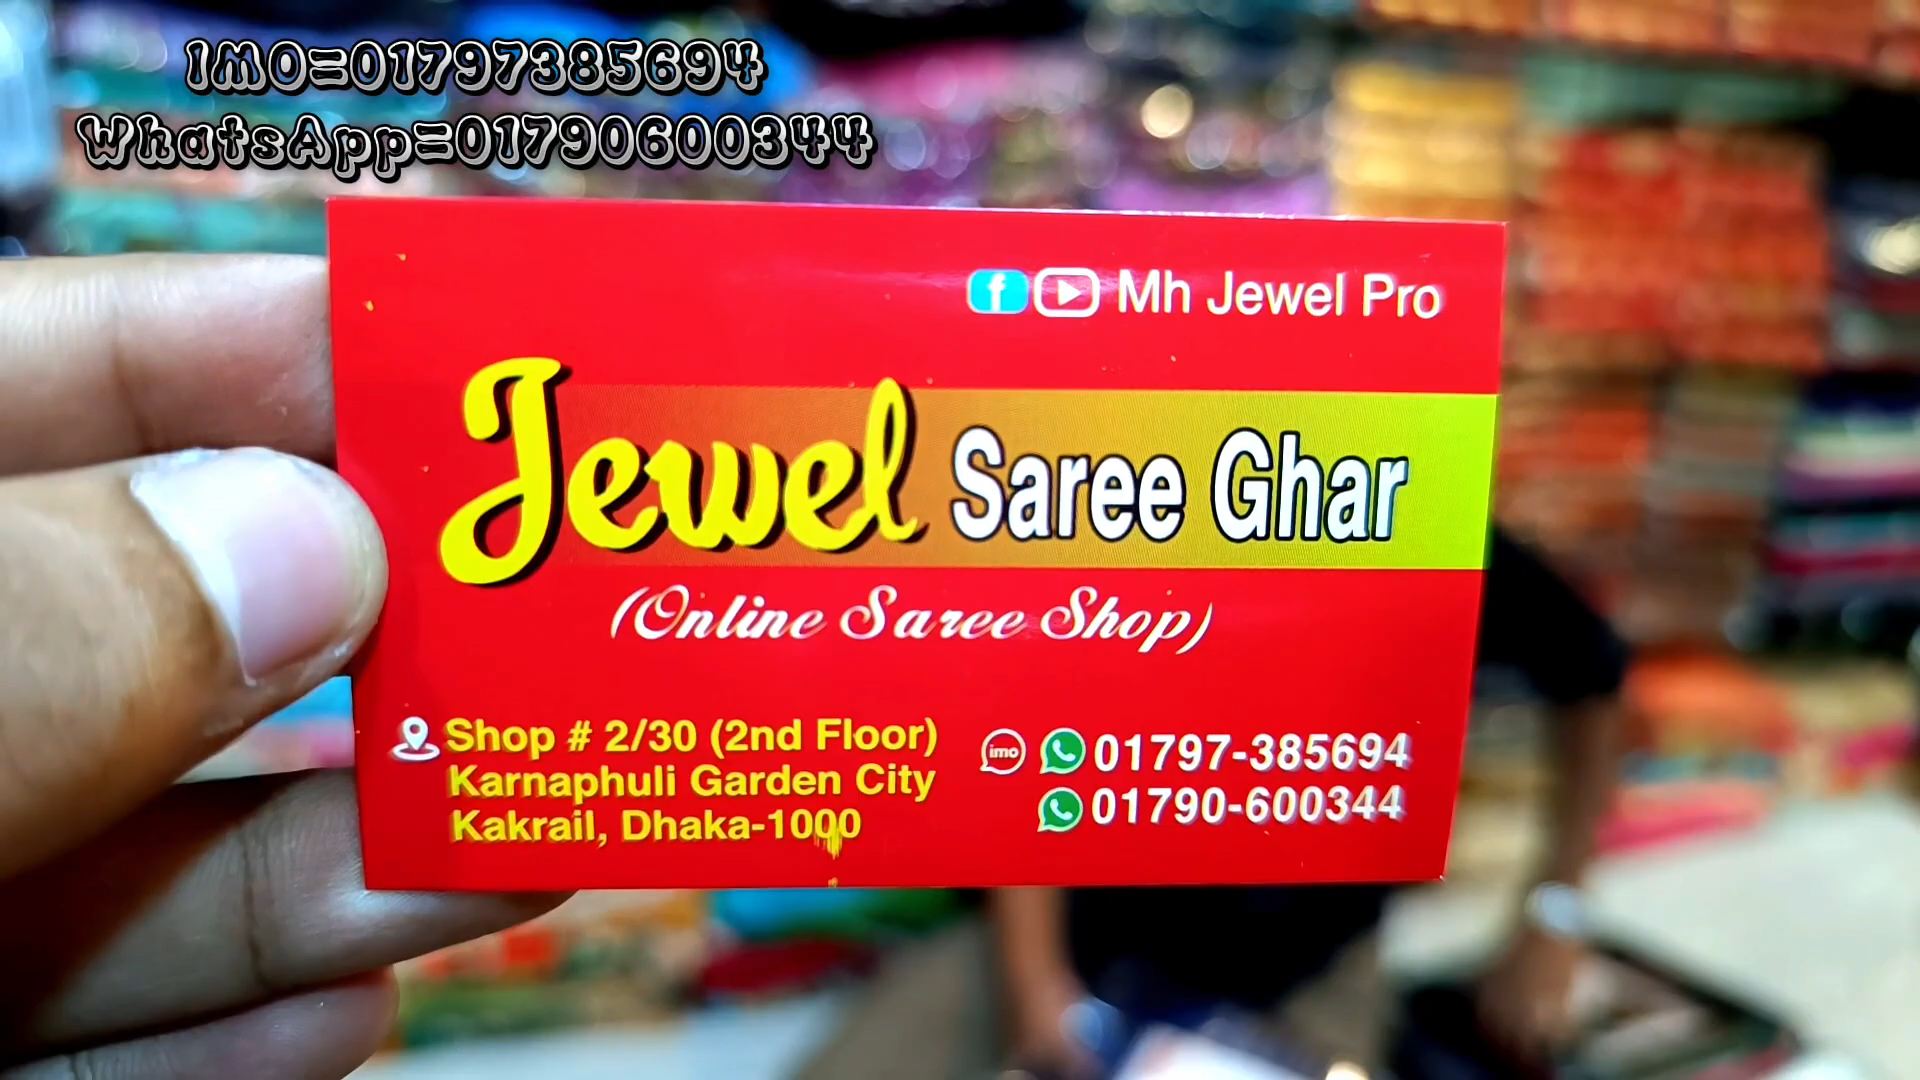 IMO=01797385694
WhatsApp=01790600344
Mh Jewel Pro
Jewel Saree Ghar
(Online Saree Shop)
Shop # 2/30 (2nd Floor)
Karnaphuli Garden City
Kakrail, Dhaka-1000
imo 01797-385694
01790-600344